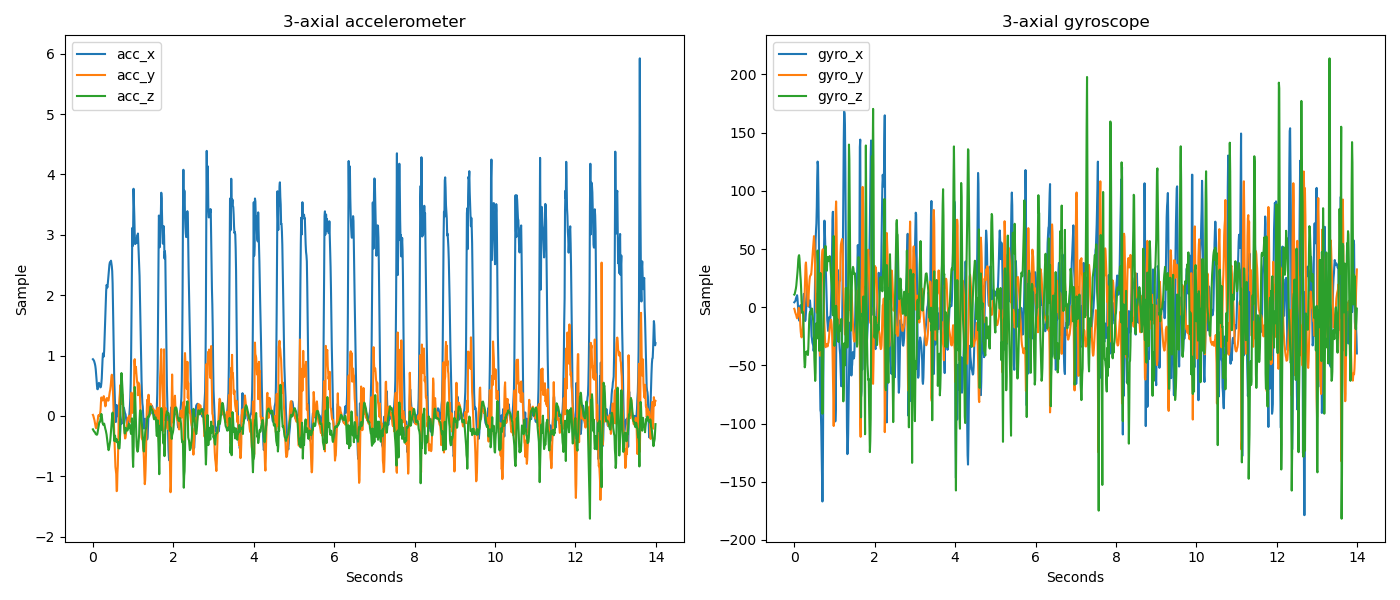 3-axial accelerometer
acc_x
acc_y
acc_z
6
5
4
3
2
1
0
−1
−2
Sample
0
2
4
6
8
10
12
14
Seconds
3-axial gyroscope
gyro_x
gyro_y
gyro_z
200
150
100
50
0
−50
−100
−150
−200
Sample
0
2
4
6
8
10
12
14
Seconds